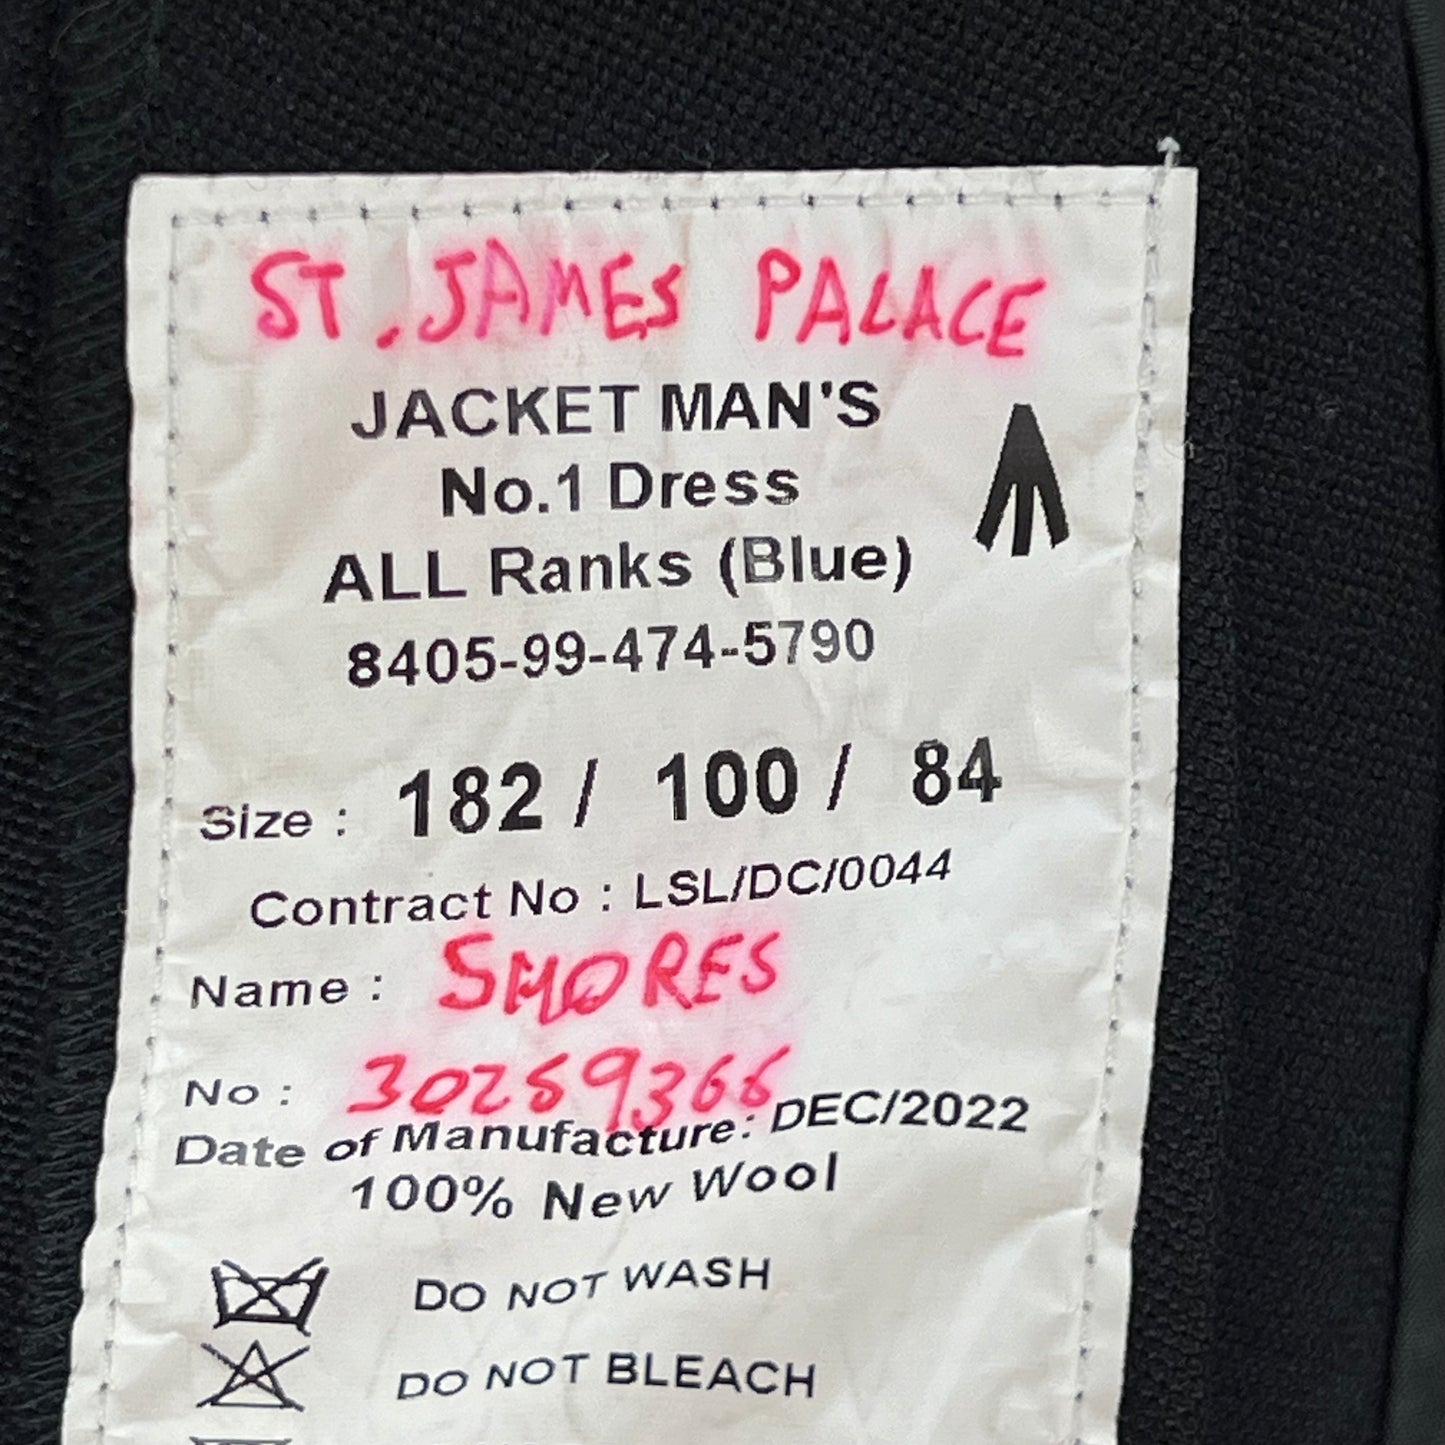 ST. JAMES PALACE
JACKET MAN'S
No.1 Dress
ALL Ranks (Blue)
8405-99-474-5790
Size : 182 / 100 / 84
Contract No : LSL/DC/0044
Name : SHORES
No : 30259366
Date of Manufacture: DEC/2022
100% New Wool
DO NOT WASH
DO NOT BLEACH